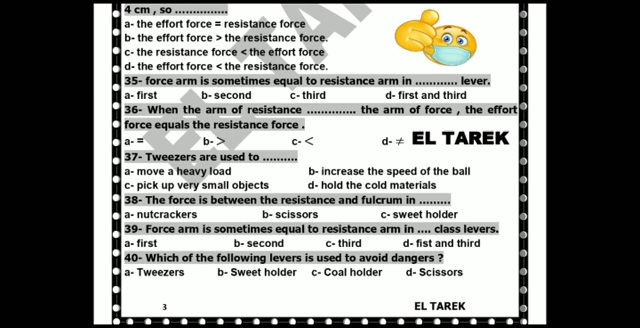 4 cm , so ...............
a- the effort force = resistance force
b- the effort force > the resistance force.
c- the resistance force < the effort force
d- the effort force < the resistance force.
35- force arm is sometimes equal to resistance arm in ............ lever.
a- first b- second c- third d- first and third
36- When the arm of resistance .............. the arm of force , the effort
force equals the resistance force .
a- = b- > c- < d- ≠ EL TAREK
37- Tweezers are used to ..........
a- move a heavy load b- increase the speed of the ball
c- pick up very small objects d- hold the cold materials
38- The force is between the resistance and fulcrum in .........
a- nutcrackers b- scissors c- sweet holder
39- Force arm is sometimes equal to resistance arm in .... class levers.
a- first b- second c- third d- fist and third
40- Which of the following levers is used to avoid dangers ?
a- Tweezers b- Sweet holder c- Coal holder d- Scissors
3 EL TAREK